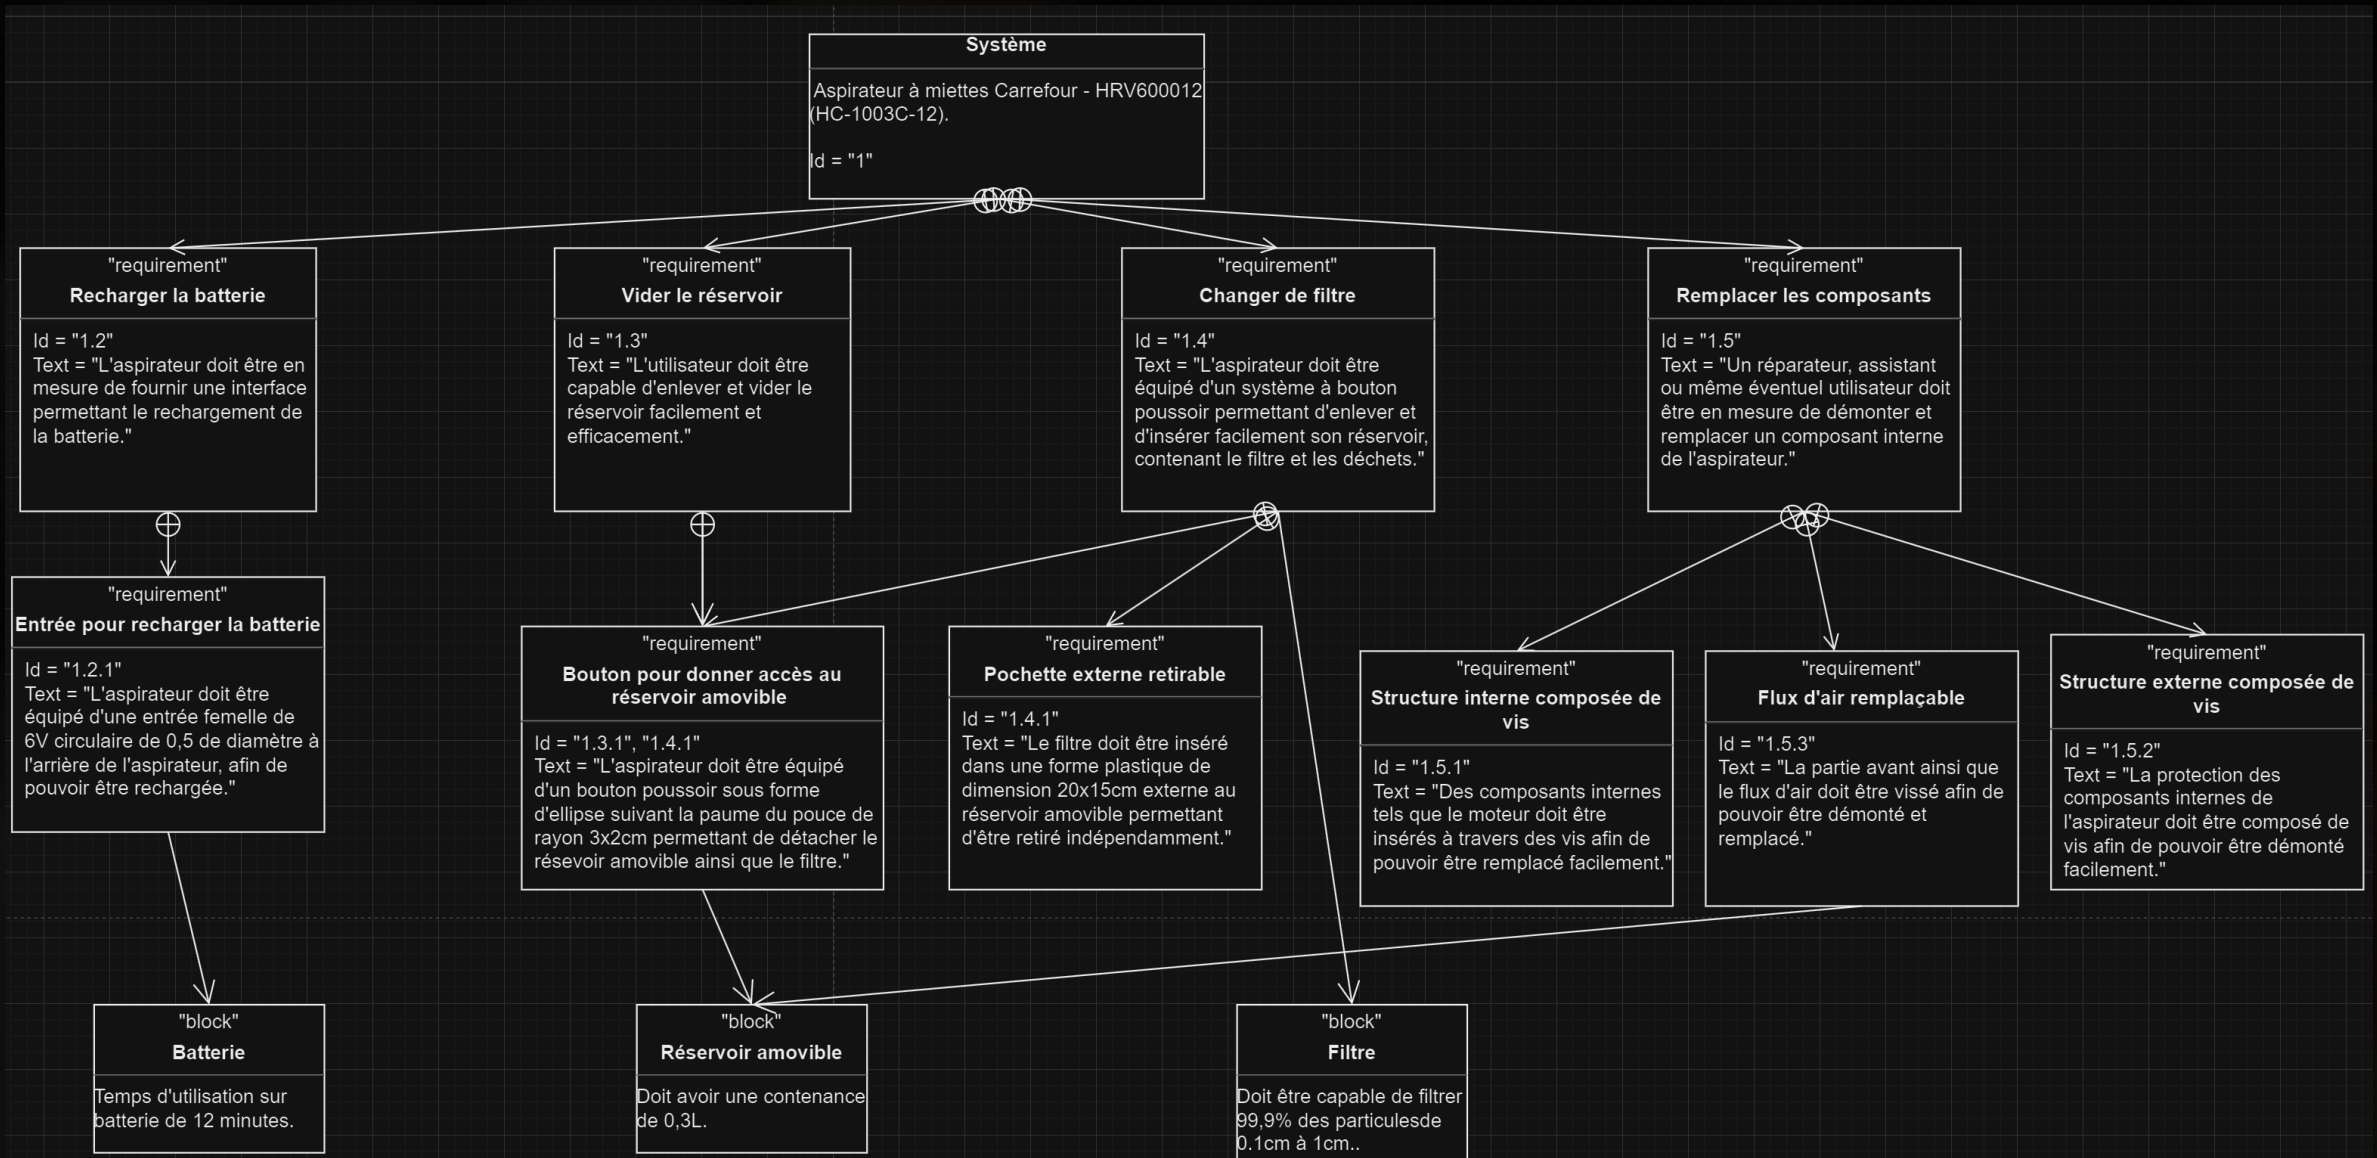 Système
Aspirateur à miettes Carrefour - HRV600012
(HC-1003C-12).
Id = "1"
"requirement"
Recharger la batterie
Id = "1.2"
Text = "L'aspirateur doit être en
mesure de fournir une interface
permettant le rechargement de
la batterie."
"requirement"
Vider le réservoir
Id = "1.3"
Text = "L'utilisateur doit être
capable d'enlever et vider le
réservoir facilement et
efficacement."
"requirement"
Changer de filtre
Id = "1.4"
Text = "L'aspirateur doit être
équipé d'un système à bouton
poussoir permettant d'enlever et
d'insérer facilement son réservoir,
contenant le filtre et les déchets."
"requirement"
Remplacer les composants
Id = "1.5"
Text = "Un réparateur, assistant
ou même éventuel utilisateur doit
être en mesure de démonter et
remplacer un composant interne
de l'aspirateur."
"requirement"
Entrée pour recharger la batterie
Id = "1.2.1"
Text = "L'aspirateur doit être
équipé d'une entrée femelle de
6V circulaire de 0,5 de diamètre à
l'arrière de l'aspirateur, afin de
pouvoir être rechargée."
"requirement"
Bouton pour donner accès au
réservoir amovible
Id = "1.3.1", "1.4.1"
Text = "L'aspirateur doit être équipé
d'un bouton poussoir sous forme
d'ellipse suivant la paume du pouce de
rayon 3x2cm permettant de détacher le
résevoir amovible ainsi que le filtre."
"requirement"
Pochette externe retirable
Id = "1.4.1"
Text = "Le filtre doit être inséré
dans une forme plastique de
dimension 20x15cm externe au
réservoir amovible permettant
d'être retiré indépendamment."
"requirement"
Structure interne composée de
vis
Id = "1.5.1"
Text = "Des composants internes
tels que le moteur doit être
insérés à travers des vis afin de
pouvoir être remplacé facilement."
"requirement"
Flux d'air remplaçable
Id = "1.5.3"
Text = "La partie avant ainsi que
le flux d'air doit être vissé afin de
pouvoir être démonté et
remplacé."
"requirement"
Structure externe composée de
vis
Id = "1.5.2"
Text = "La protection des
composants internes de
l'aspirateur doit être composé de
vis afin de pouvoir être démonté
facilement."
"block"
Batterie
Temps d'utilisation sur
batterie de 12 minutes.
"block"
Réservoir amovible
Doit avoir une contenance
de 0,3L.
"block"
Filtre
Doit être capable de filtrer
99,9% des particulesde
0.1cm à 1cm..